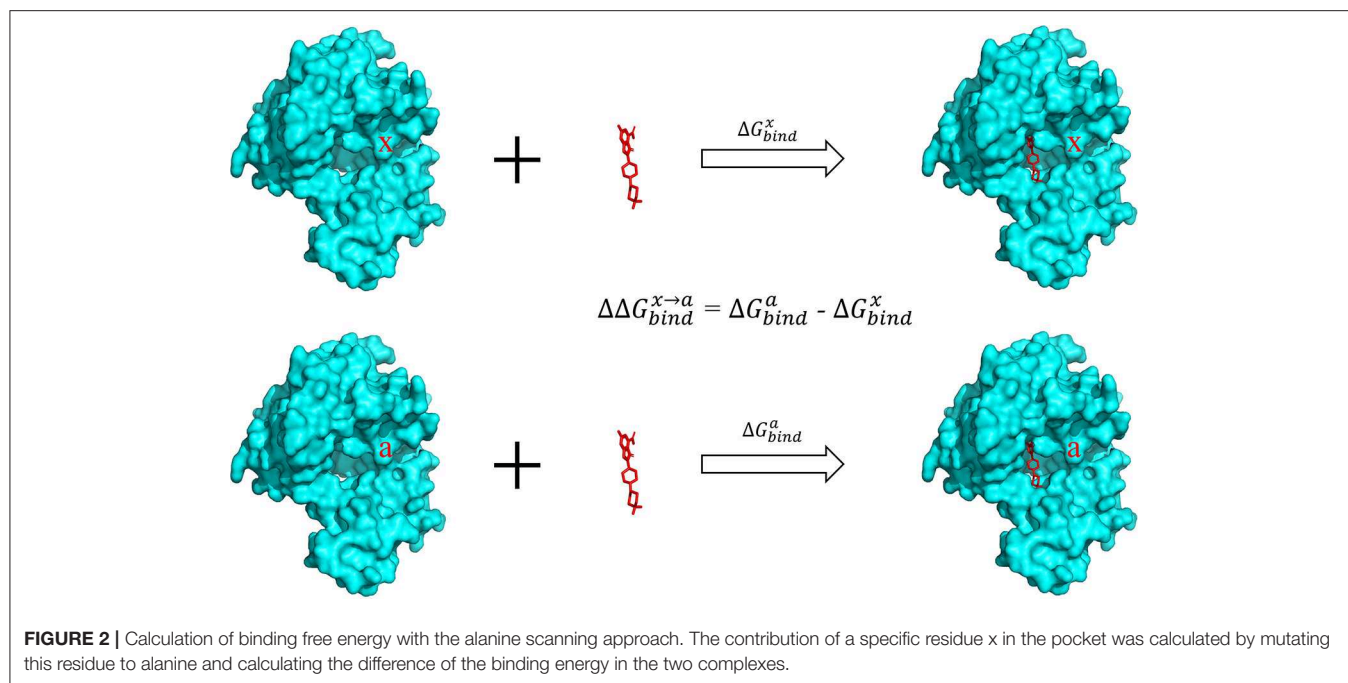 x
+
ΔG^x_bind
x
ΔΔG^{x→a}_bind = ΔG^a_bind - ΔG^x_bind
a
+
ΔG^a_bind
a
FIGURE 2 | Calculation of binding free energy with the alanine scanning approach. The contribution of a specific residue x in the pocket was calculated by mutating
this residue to alanine and calculating the difference of the binding energy in the two complexes.